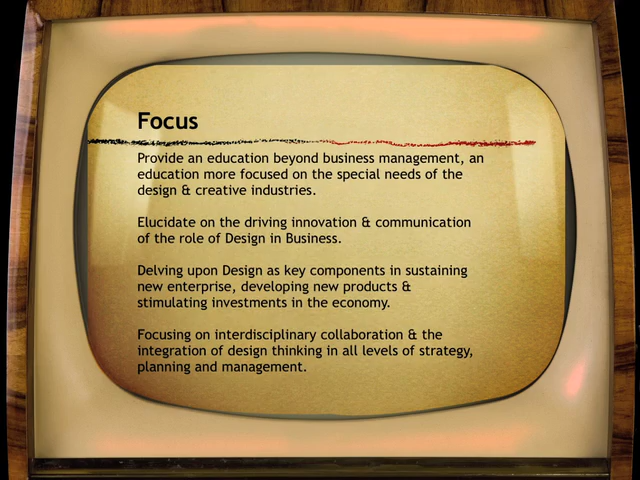 Focus
Provide an education beyond business management, an
education more focused on the special needs of the
design & creative industries.
Elucidate on the driving innovation & communication
of the role of Design in Business.
Delving upon Design as key components in sustaining
new enterprise, developing new products &
stimulating investments in the economy.
Focusing on interdisciplinary collaboration & the
integration of design thinking in all levels of strategy,
planning and management.